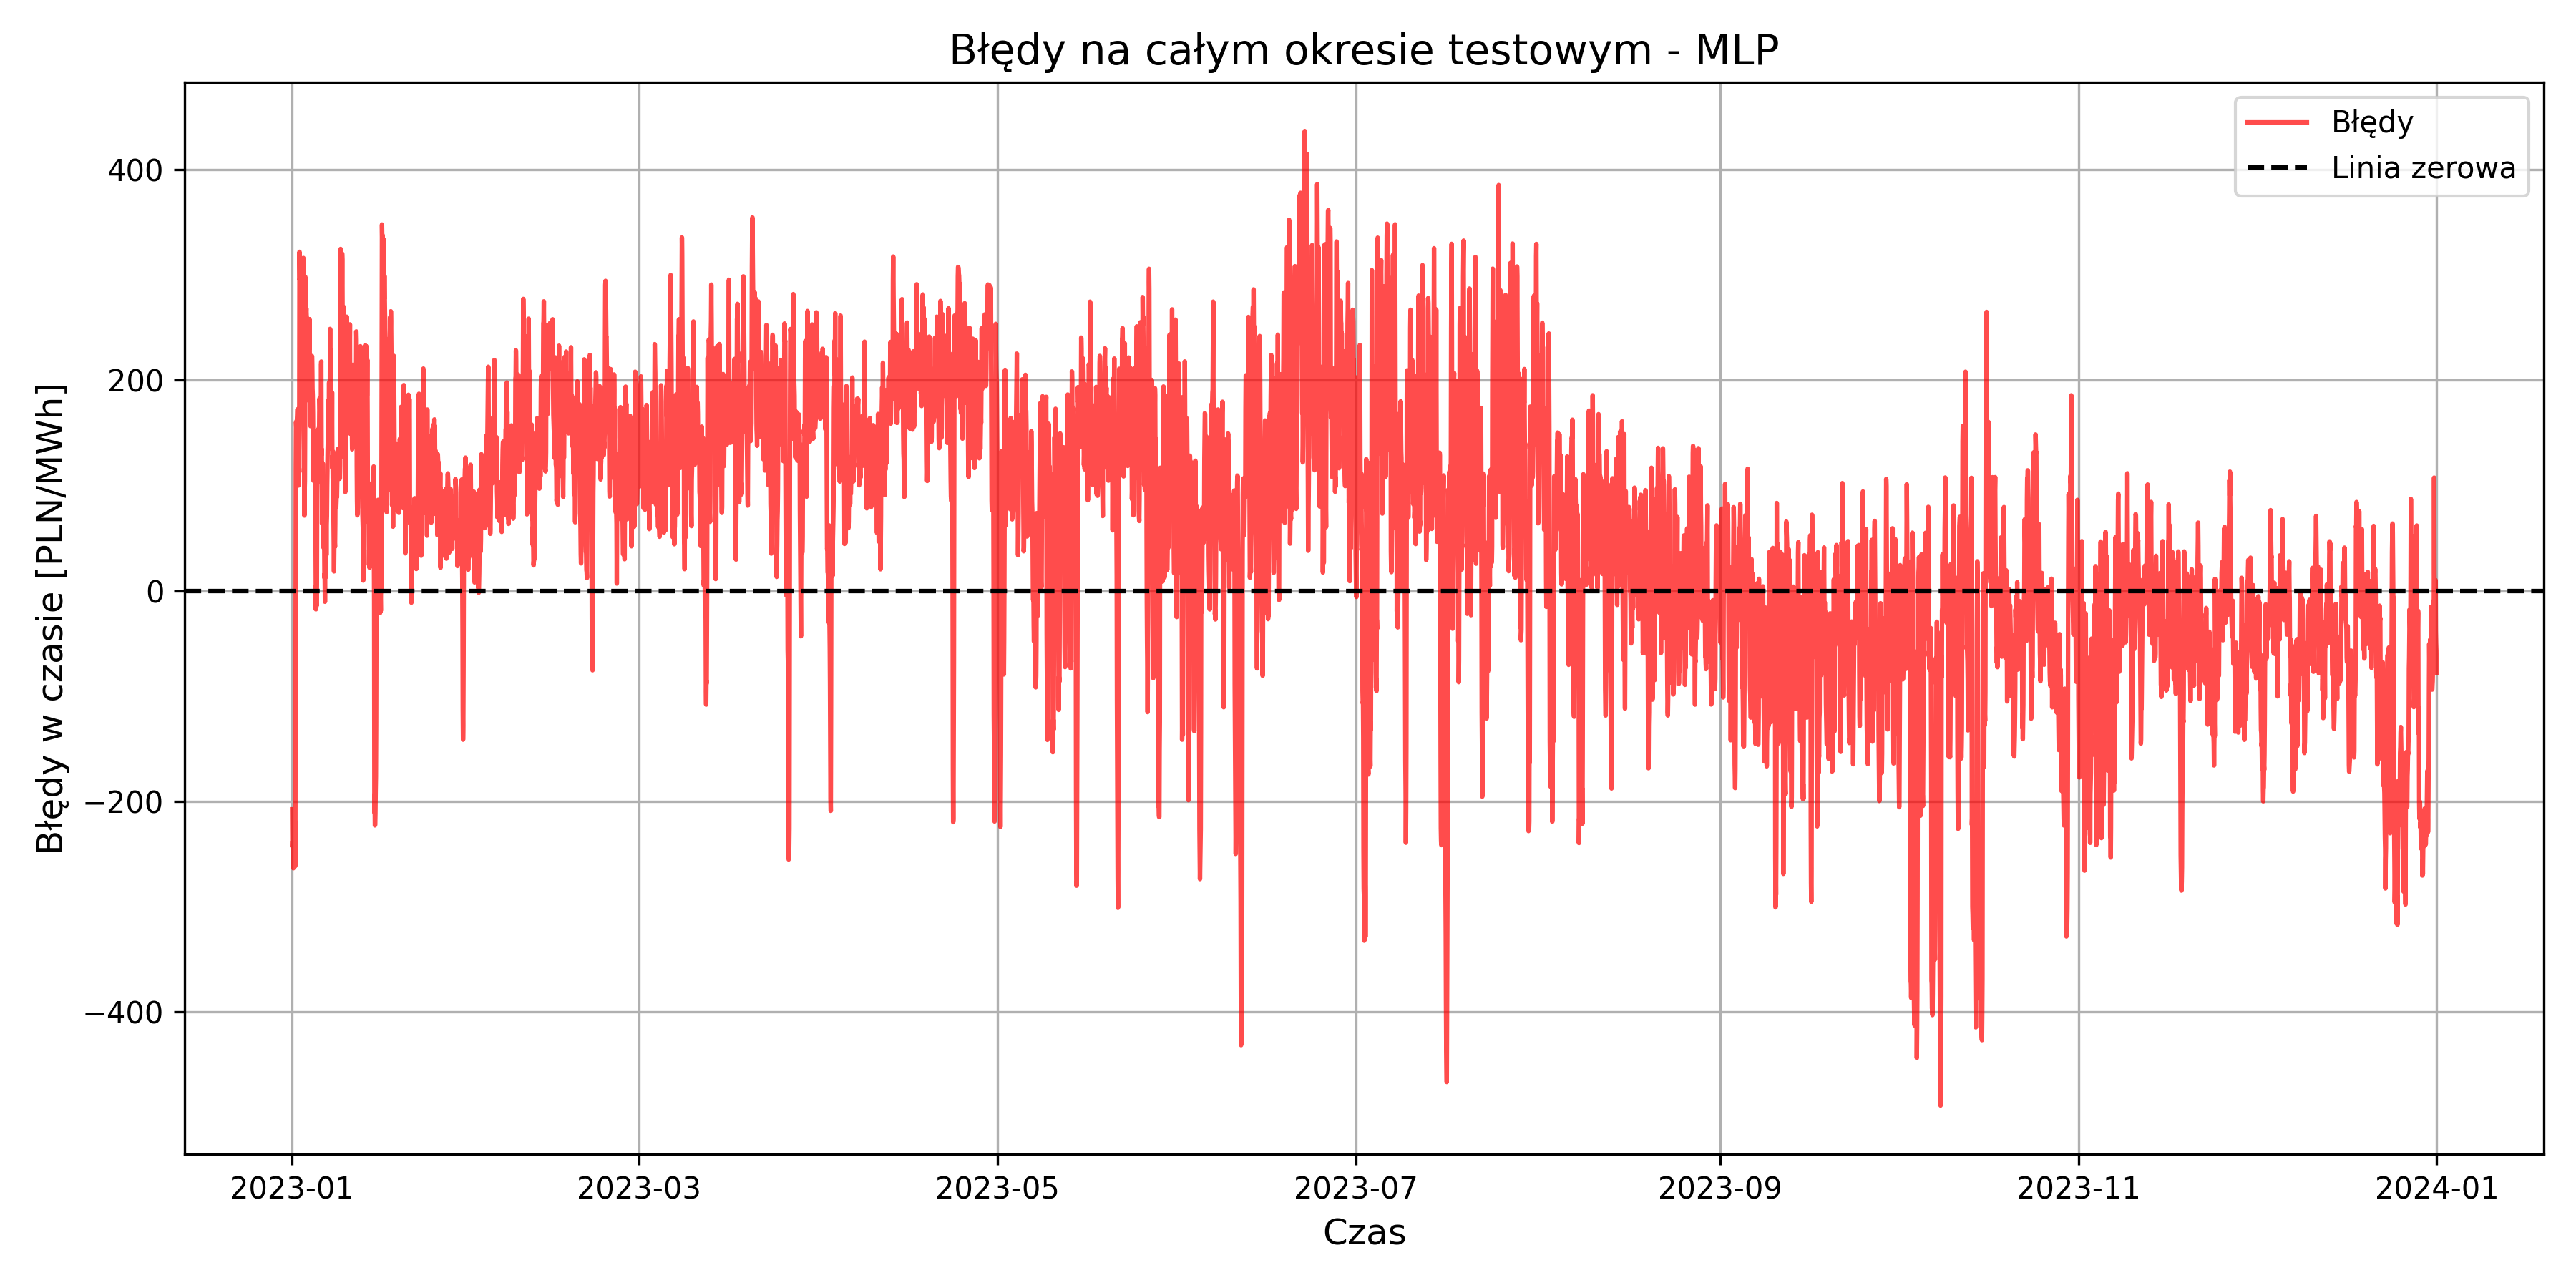 Błędy na całym okresie testowym - MLP
Błędy
Linia zerowa
400
200
0
−200
−400
Błędy w czasie [PLN/MWh]
2023-01
2023-03
2023-05
2023-07
2023-09
2023-11
2024-01
Czas